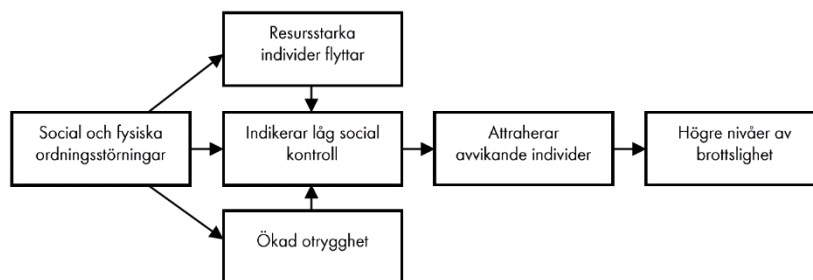 Resursstarka
individer flyttar
Social och fysiska
ordningsstörningar
Indikerar låg social
kontroll
Attraherar
avvikande individer
Högre nivåer av
brottslighet
Ökad otrygghet